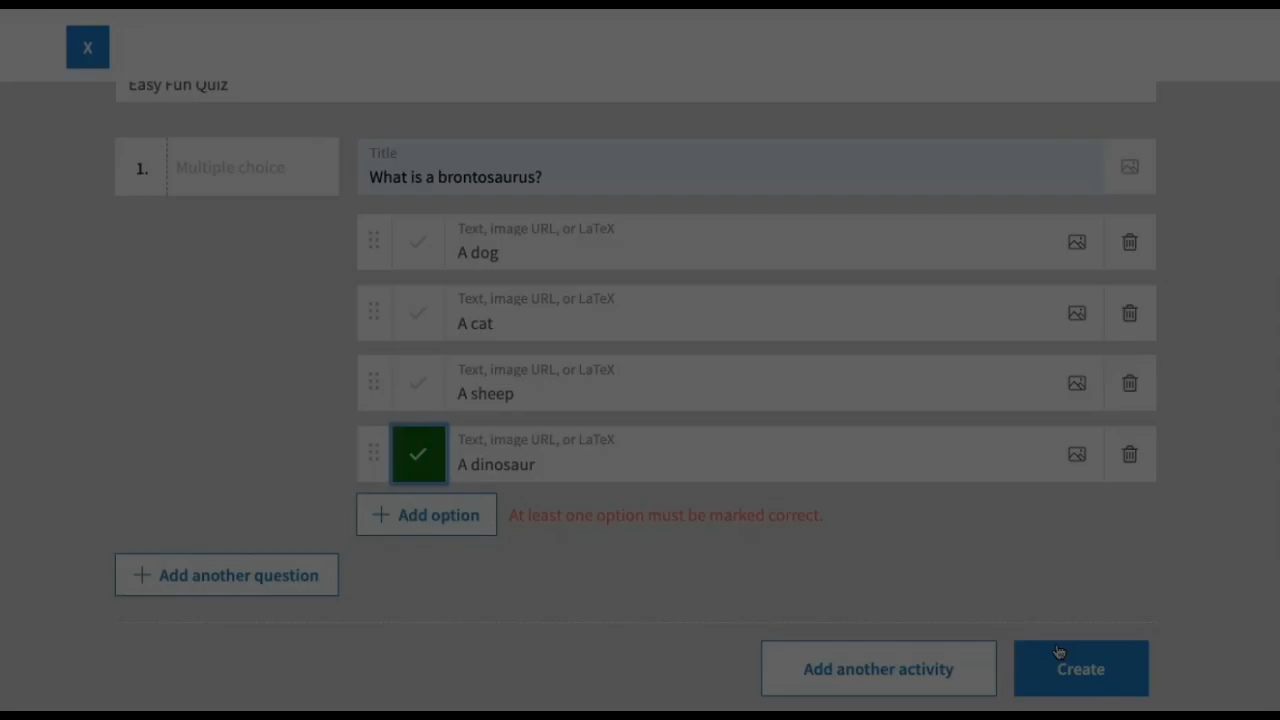 X
Easy Fun Quiz
1.
Multiple choice
Title
What is a brontosaurus?
Text, image URL, or LaTeX
A dog
Text, image URL, or LaTeX
A cat
Text, image URL, or LaTeX
A sheep
Text, image URL, or LaTeX
A dinosaur
+ Add option
At least one option must be marked correct.
+ Add another question
Add another activity
Create